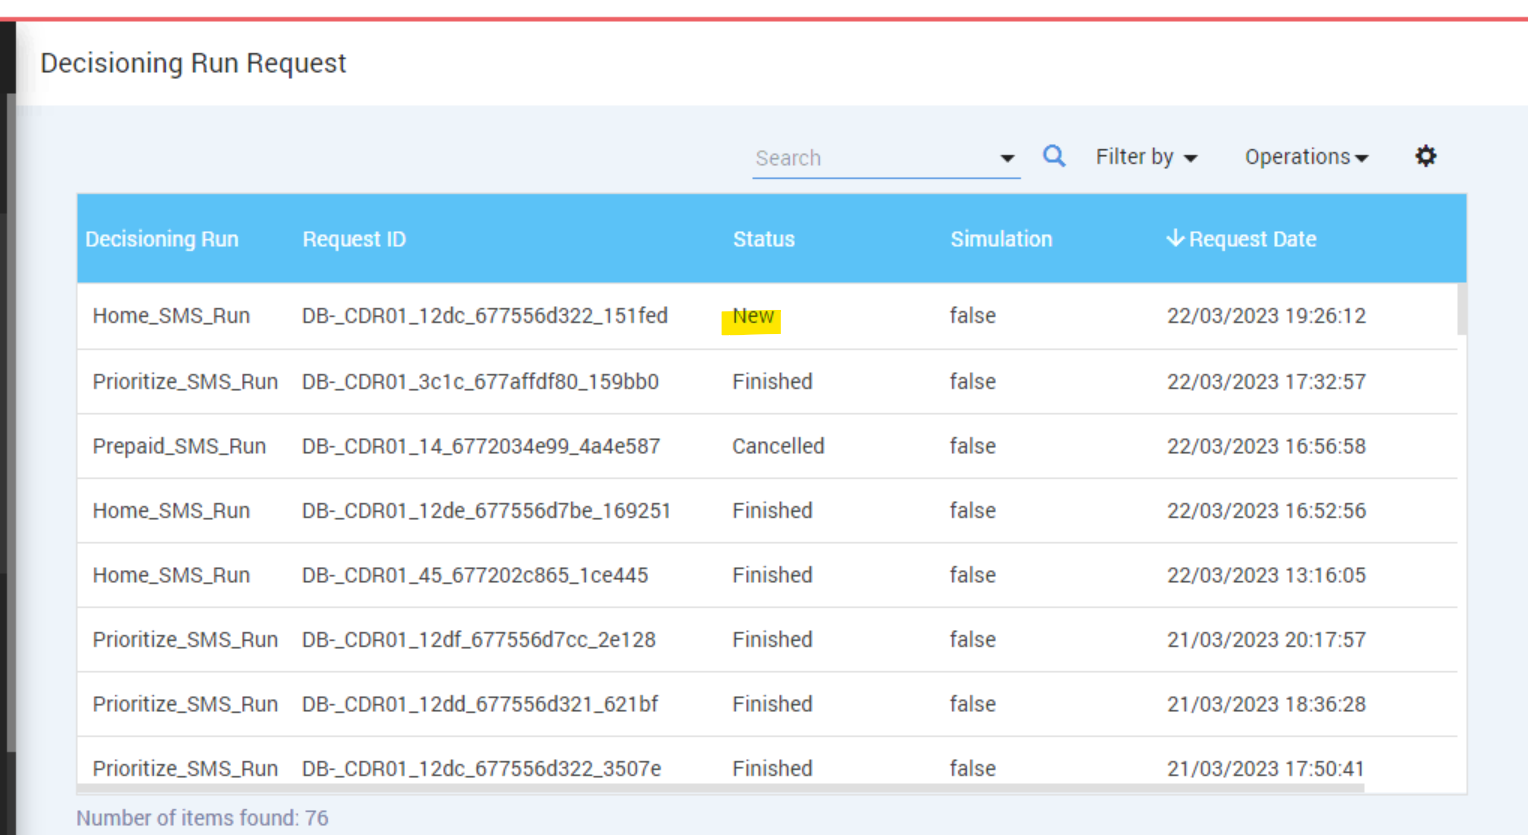 Decisioning Run Request
Search Filter by Operations
Decisioning Run Request ID Status Simulation Request Date
Home_SMS_Run DB-_CDR01_12dc_677556d322_151fed New false 22/03/2023 19:26:12
Prioritize_SMS_Run DB-_CDR01_3c1c_677affdf80_159bb0 Finished false 22/03/2023 17:32:57
Prepaid_SMS_Run DB-_CDR01_14_6772034e99_4a4e587 Cancelled false 22/03/2023 16:56:58
Home_SMS_Run DB-_CDR01_12de_677556d7be_169251 Finished false 22/03/2023 16:52:56
Home_SMS_Run DB-_CDR01_45_677202c865_1ce445 Finished false 22/03/2023 13:16:05
Prioritize_SMS_Run DB-_CDR01_12df_677556d7cc_2e128 Finished false 21/03/2023 20:17:57
Prioritize_SMS_Run DB-_CDR01_12dd_677556d321_621bf Finished false 21/03/2023 18:36:28
Prioritize_SMS_Run DB-_CDR01_12dc_677556d322_3507e Finished false 21/03/2023 17:50:41
Number of items found: 76